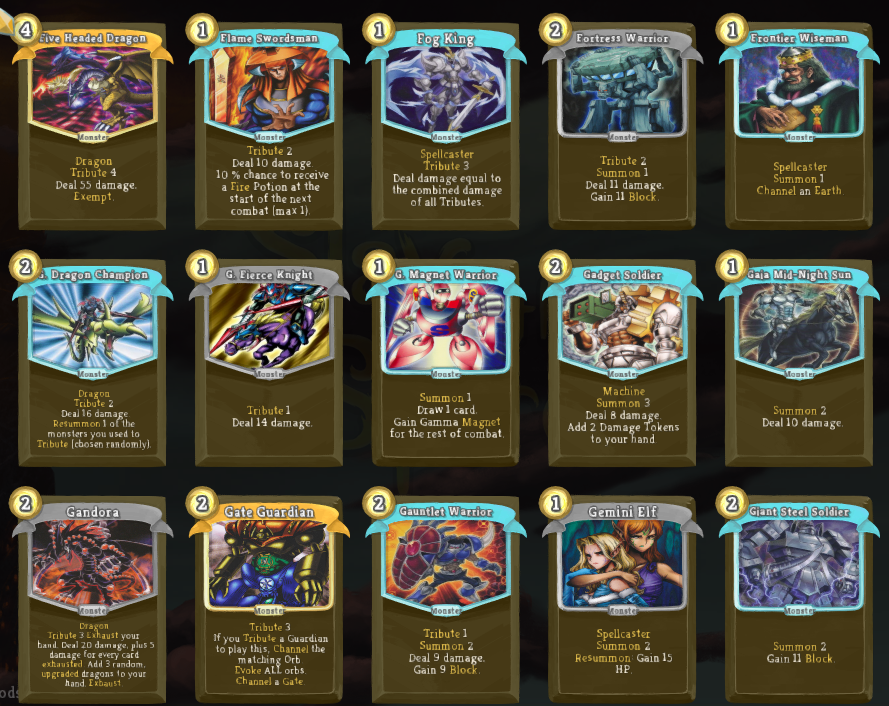 4
Five Headed Dragon
Monster
Dragon
Tribute 4
Deal 55 damage.
Exempt.
1
Flame Swordsman
Monster
Tribute 2
Deal 10 damage.
10 % chance to receive
a Fire Potion at the
start of the next
combat (max 1).
1
Fog King
Monster
Spellcaster
Tribute 3
Deal damage equal to
the combined damage
of all Tributes.
2
Fortress Warrior
Monster
Tribute 2
Summon 1
Deal 11 damage.
Gain 11 Block.
1
Frontier Wiseman
Monster
Spellcaster
Summon 1
Channel an Earth
2
G. Dragon Champion
Monster
Dragon
Tribute 2
Deal 16 damage.
Resummon 1 of the
monsters you used to
Tribute (chosen randomly).
1
G. Fierce Knight
Monster
Tribute 1
Deal 14 damage.
1
G. Magnet Warrior
Monster
Summon 1
Draw 1 card.
Gain Gamma Magnet
for the rest of combat.
2
Gadget Soldier
Monster
Machine
Summon 3
Deal 8 damage.
Add 2 Damage Tokens
to your hand
1
Gaia Mid-Night Sun
Monster
Summon 2
Deal 10 damage.
2
Gandora
Monster
Dragon
Tribute 3 Exhaust your
hand. Deal 20 damage, plus 5
damage for every card
exhausted. Add 3 random,
upgraded dragons to your
hand. Exhaust.
2
Gate Guardian
Monster
Tribute 3
If you Tribute a Guardian
to play this, Channel the
matching Orb
Evoke ALL orbs.
Channel a Gate.
2
Gauntlet Warrior
Monster
Tribute 1
Summon 2
Deal 9 damage.
Gain 9 Block.
1
Gemini Elf
Monster
Spellcaster
Summon 2
Resummon: Gain 15
HP.
2
Giant Steel Soldier
Monster
Summon 2
Gain 11 Block.